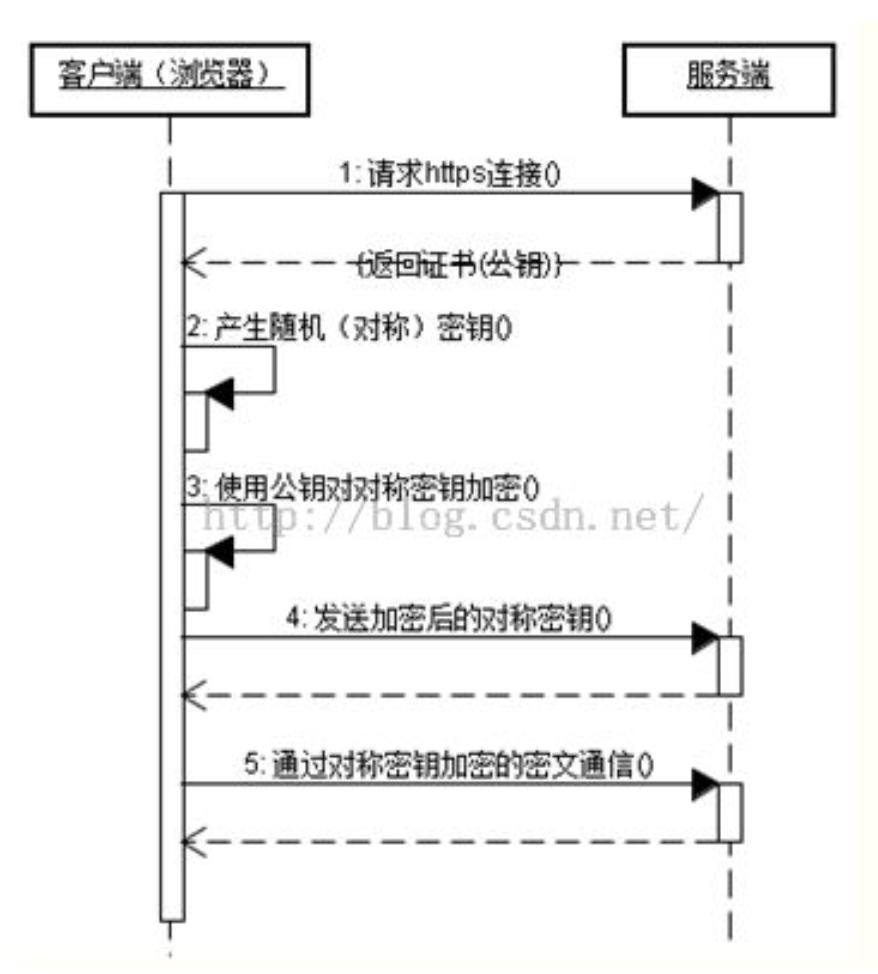 客户端（浏览器）
服务端
1: 请求https连接()
{返回证书(公钥)}
2: 产生随机（对称）密钥()
3: 使用公钥对对称密钥加密()
http://blog.csdn.net/
4: 发送加密后的对称密钥()
5: 通过对称密钥加密的密文通信()